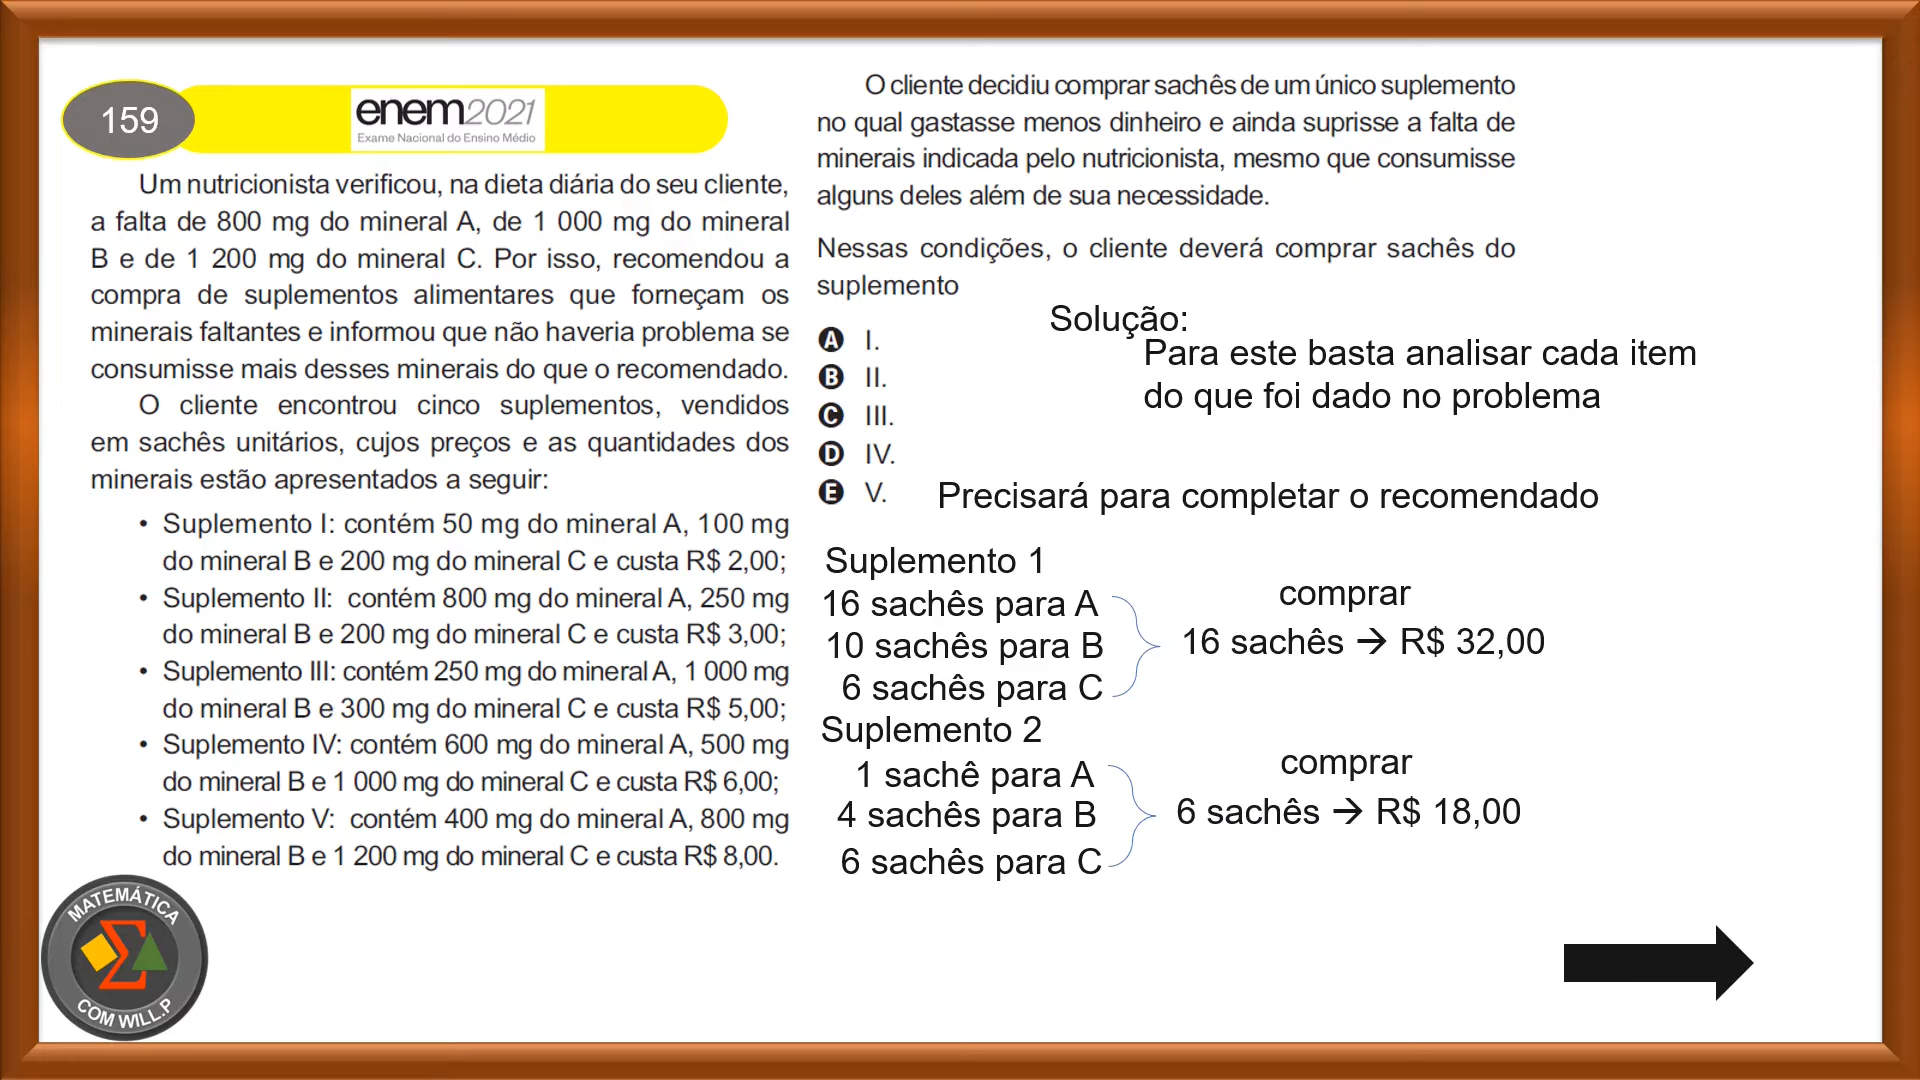 159
enem2021
Exame Nacional do Ensino Médio
Um nutricionista verificou, na dieta diária do seu cliente,
a falta de 800 mg do mineral A, de 1 000 mg do mineral
B e de 1 200 mg do mineral C. Por isso, recomendou a
compra de suplementos alimentares que forneçam os
minerais faltantes e informou que não haveria problema se
consumisse mais desses minerais do que o recomendado.
O cliente encontrou cinco suplementos, vendidos
em sachês unitários, cujos preços e as quantidades dos
minerais estão apresentados a seguir:
• Suplemento I: contém 50 mg do mineral A, 100 mg
do mineral B e 200 mg do mineral C e custa R$ 2,00;
• Suplemento II: contém 800 mg do mineral A, 250 mg
do mineral B e 200 mg do mineral C e custa R$ 3,00;
• Suplemento III: contém 250 mg do mineral A, 1 000 mg
do mineral B e 300 mg do mineral C e custa R$ 5,00;
• Suplemento IV: contém 600 mg do mineral A, 500 mg
do mineral B e 1 000 mg do mineral C e custa R$ 6,00;
• Suplemento V: contém 400 mg do mineral A, 800 mg
do mineral B e 1 200 mg do mineral C e custa R$ 8,00.
MATEMÁTICA
COM WILL.P
O cliente decidiu comprar sachês de um único suplemento
no qual gastasse menos dinheiro e ainda suprisse a falta de
minerais indicada pelo nutricionista, mesmo que consumisse
alguns deles além de sua necessidade.
Nessas condições, o cliente deverá comprar sachês do
suplemento
A I.
B II.
C III.
D IV.
E V.
Solução:
Para este basta analisar cada item
do que foi dado no problema
Precisará para completar o recomendado
Suplemento 1
16 sachês para A
10 sachês para B
6 sachês para C
comprar
16 sachês → R$ 32,00
Suplemento 2
1 sachê para A
4 sachês para B
6 sachês para C
comprar
6 sachês → R$ 18,00